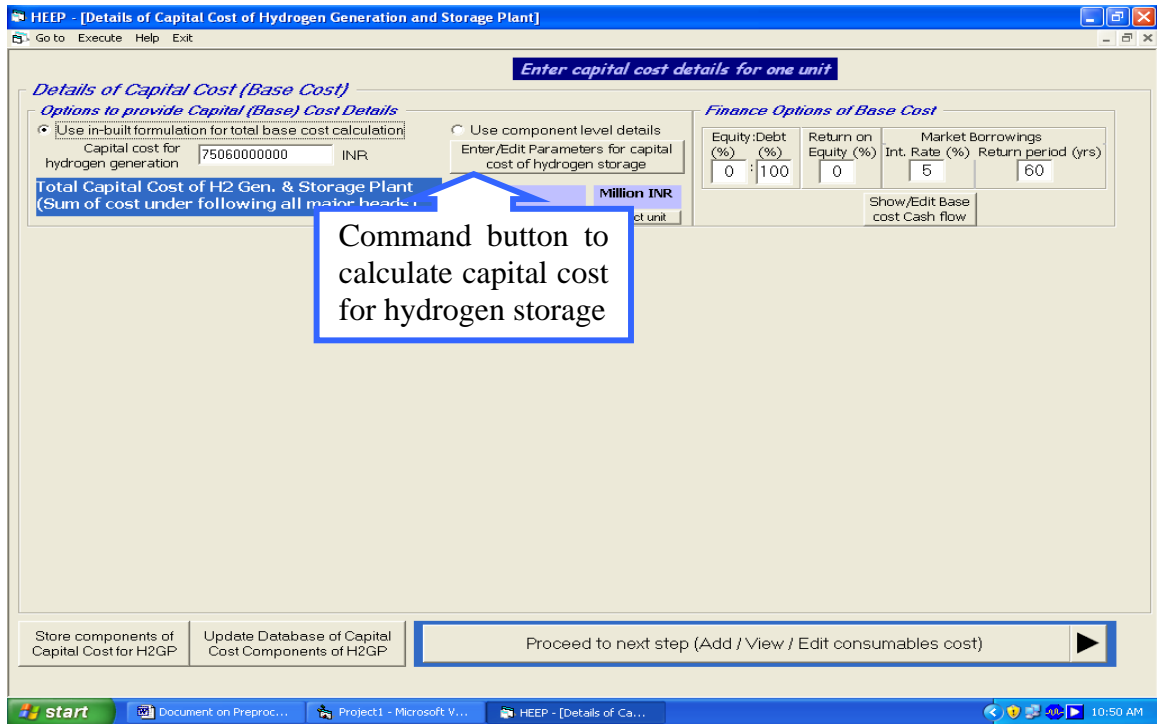 HEEP - [Details of Capital Cost of Hydrogen Generation and Storage Plant]
Go to Execute Help Exit
Enter capital cost details for one unit
Details of Capital Cost (Base Cost)
Options to provide Capital (Base) Cost Details
Use in-built formulation for total base cost calculation
Use component level details
Capital cost for
hydrogen generation
75060000000 INR
Enter/Edit Parameters for capital
cost of hydrogen storage
Total Capital Cost of H2 Gen. & Storage Plant
(Sum of cost under following all major heads)
Million INR
unit
Command button to
calculate capital cost
for hydrogen storage
Finance Options of Base Cost
Equity:Debt
(%) (%)
0 : 100
Return on
Equity (%)
0
Market Borrowings
Int. Rate (%) Return period (yrs)
5 60
Show/Edit Base
cost Cash flow
Store components of
Capital Cost for H2GP
Update Database of Capital
Cost Components of H2GP
Proceed to next step (Add / View / Edit consumables cost)
start
Document on Preproc...
Project1 - Microsoft V...
HEEP - [Details of Ca...
10:50 AM